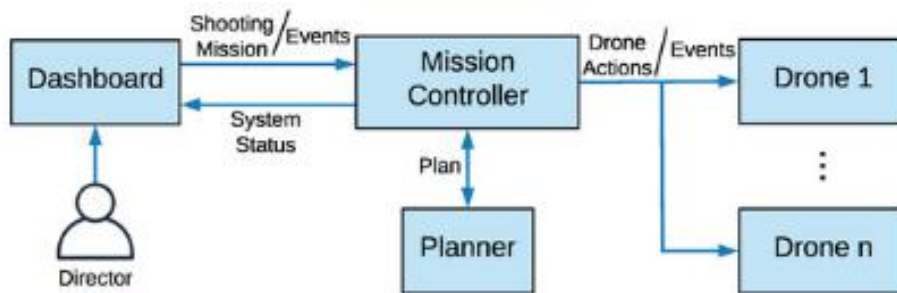 Shooting
Mission / Events
Dashboard
System
Status
Director
Mission
Controller
Plan
Planner
Drone
Actions / Events
Drone 1
⋮
Drone n